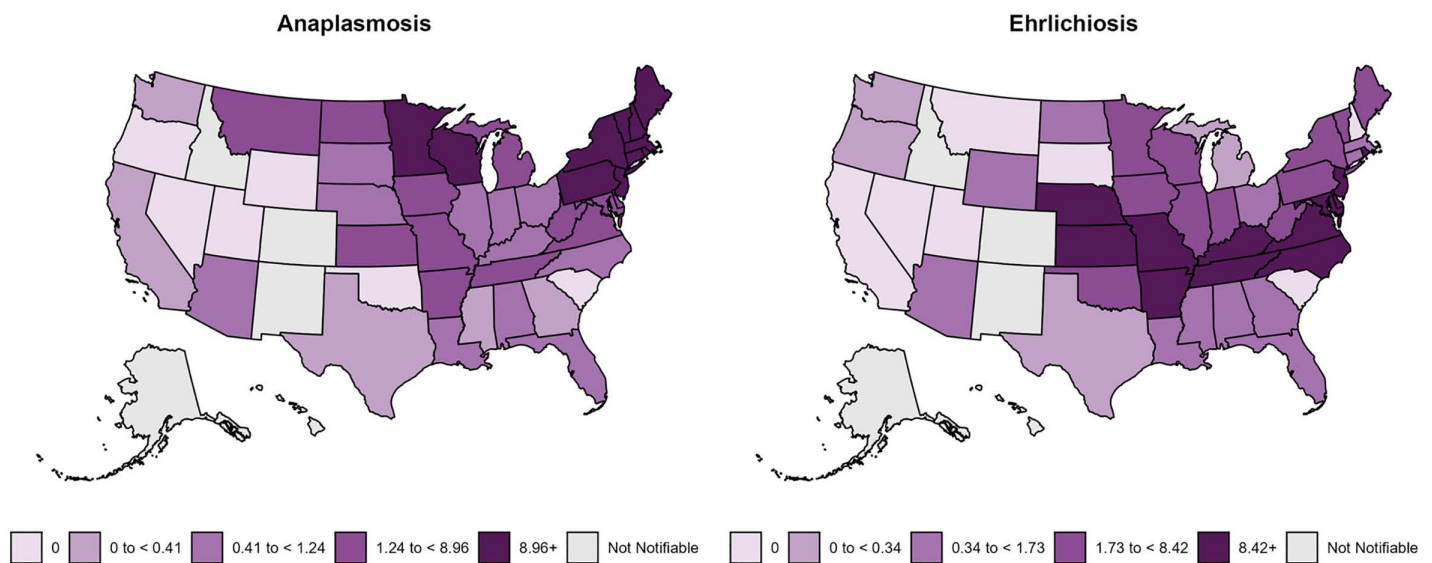 Anaplasmosis
Ehrlichiosis
0 0 to < 0.41 0.41 to < 1.24 1.24 to < 8.96 8.96+ Not Notifiable
0 0 to < 0.34 0.34 to < 1.73 1.73 to < 8.42 8.42+ Not Notifiable